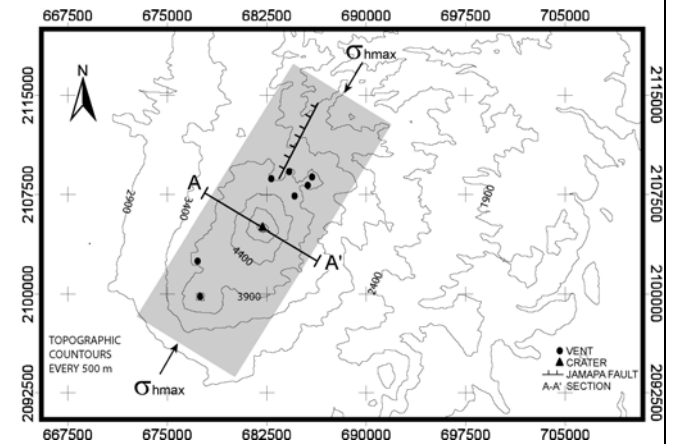 667500 675000 682500 690000 697500 705000
σhmax
N
2115000 2115000
A
2107500 2107500
2900
3400
1900
4400
A'
2400
2100000 3900 2100000
TOPOGRAPHIC
COUNTOURS
EVERY 500 m
VENT
CRATER
JAMAPA FAULT
A-A' SECTION
σhmax
2092500 2092500
667500 675000 682500 690000 697500 705000